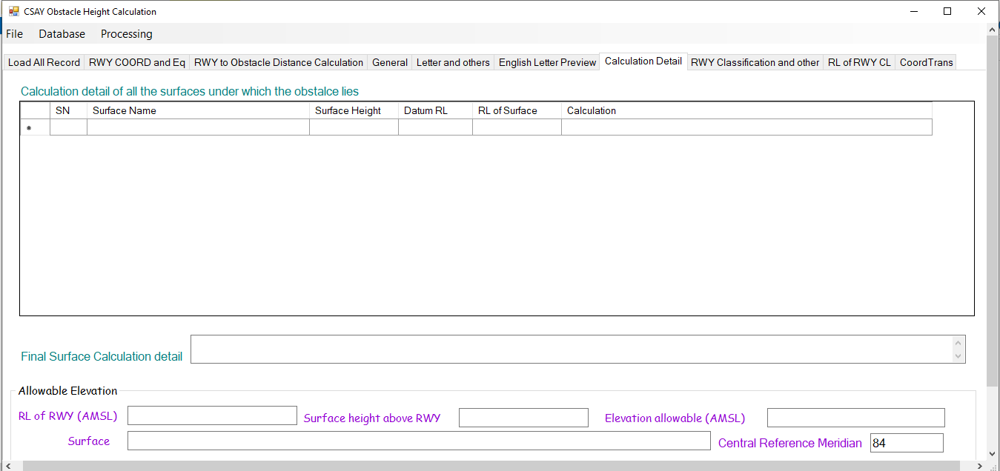 CSAY Obstacle Height Calculation
File Database Processing
Load All Record RWY COORD and Eq RWY to Obstacle Distance Calculation General Letter and others English Letter Preview Calculation Detail RWY Classification and other RL of RWY CL CoordTrans
Calculation detail of all the surfaces under which the obstalce lies
SN Surface Name Surface Height Datum RL RL of Surface Calculation
Final Surface Calculation detail
Allowable Elevation
RL of RWY (AMSL) Surface height above RWY Elevation allowable (AMSL)
Surface Central Reference Meridian 84